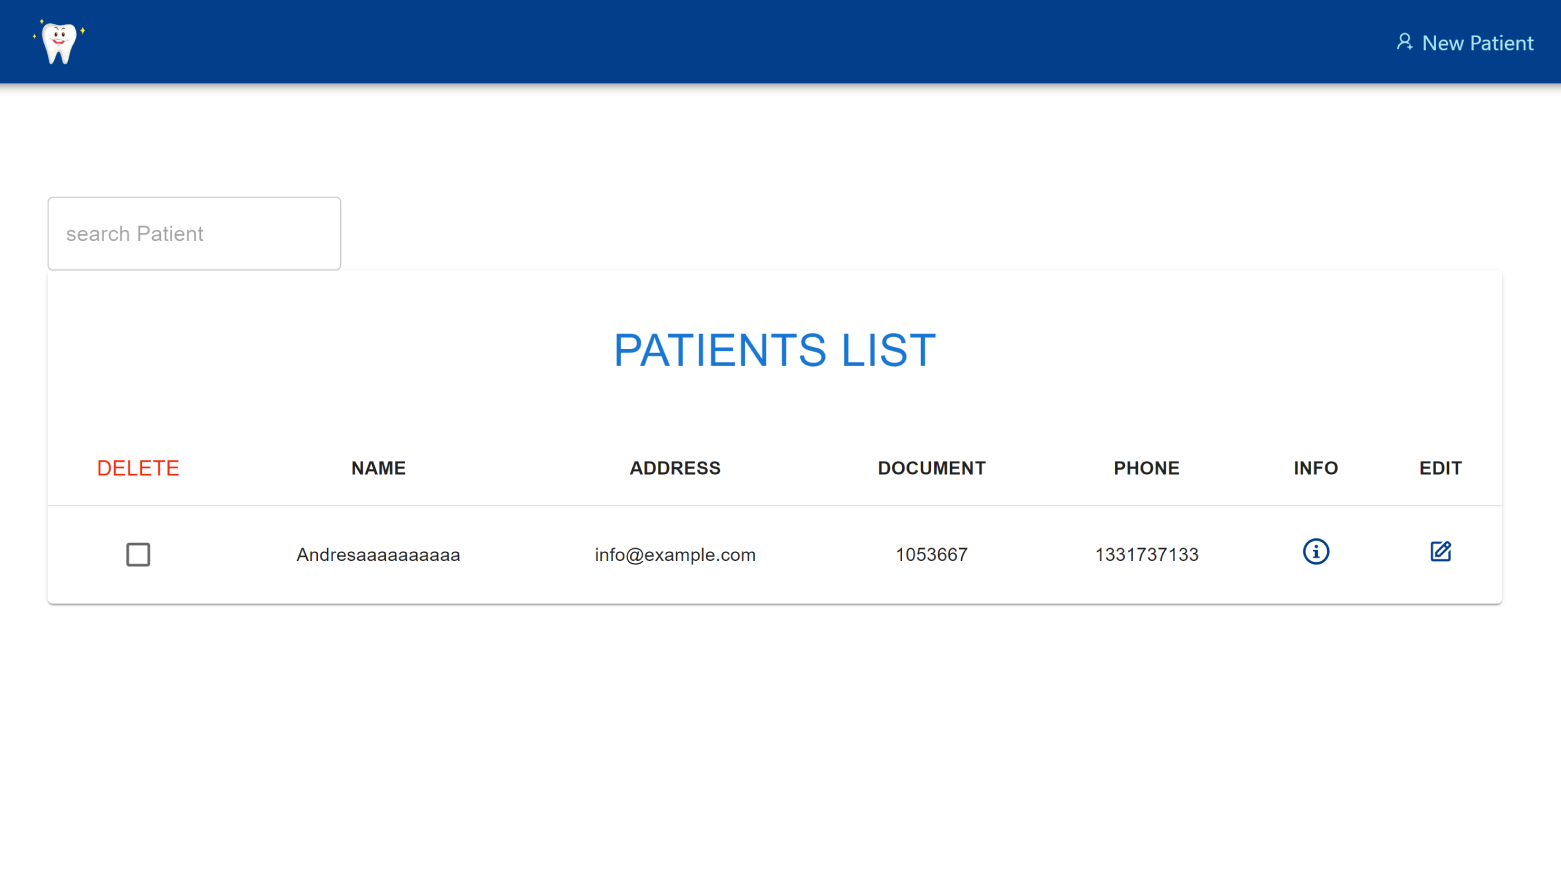 New Patient
search Patient
PATIENTS LIST
DELETE NAME ADDRESS DOCUMENT PHONE INFO EDIT
Andresaaaaaaaaaa info@example.com 1053667 1331737133